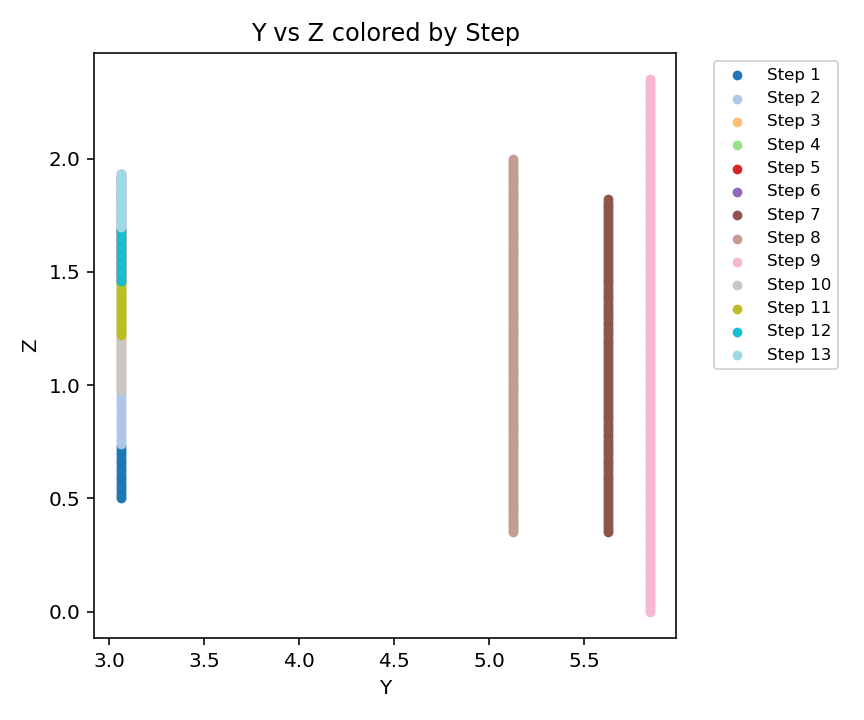 Y vs Z colored by Step
Z
2.0
1.5
1.0
0.5
0.0
3.0 3.5 4.0 4.5 5.0 5.5
Y
Step 1
Step 2
Step 3
Step 4
Step 5
Step 6
Step 7
Step 8
Step 9
Step 10
Step 11
Step 12
Step 13